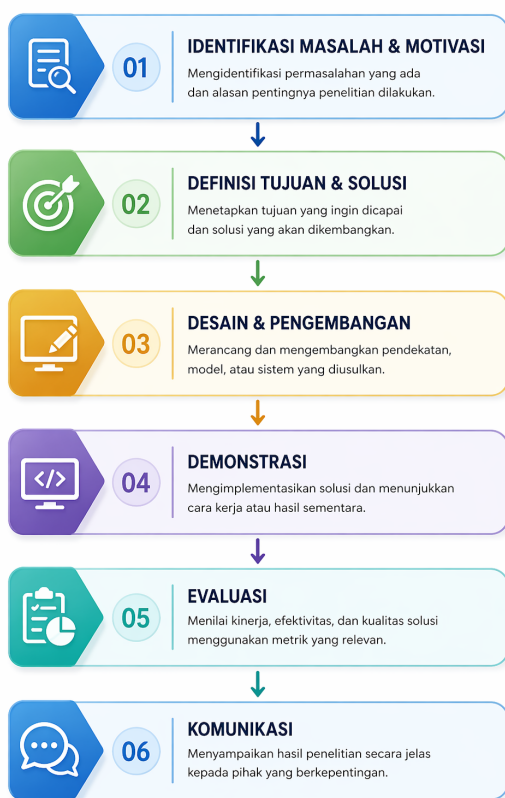 01
IDENTIFIKASI MASALAH & MOTIVASI
Mengidentifikasi permasalahan yang ada
dan alasan pentingnya penelitian dilakukan.
02
DEFINISI TUJUAN & SOLUSI
Menetapkan tujuan yang ingin dicapai
dan solusi yang akan dikembangkan.
03
DESAIN & PENGEMBANGAN
Merancang dan mengembangkan pendekatan,
model, atau sistem yang diusulkan.
</>
04
DEMONSTRASI
Mengimplementasikan solusi dan menunjukkan
cara kerja atau hasil sementara.
05
EVALUASI
Menilai kinerja, efektivitas, dan kualitas solusi
menggunakan metrik yang relevan.
06
KOMUNIKASI
Menyampaikan hasil penelitian secara jelas
kepada pihak yang berkepentingan.